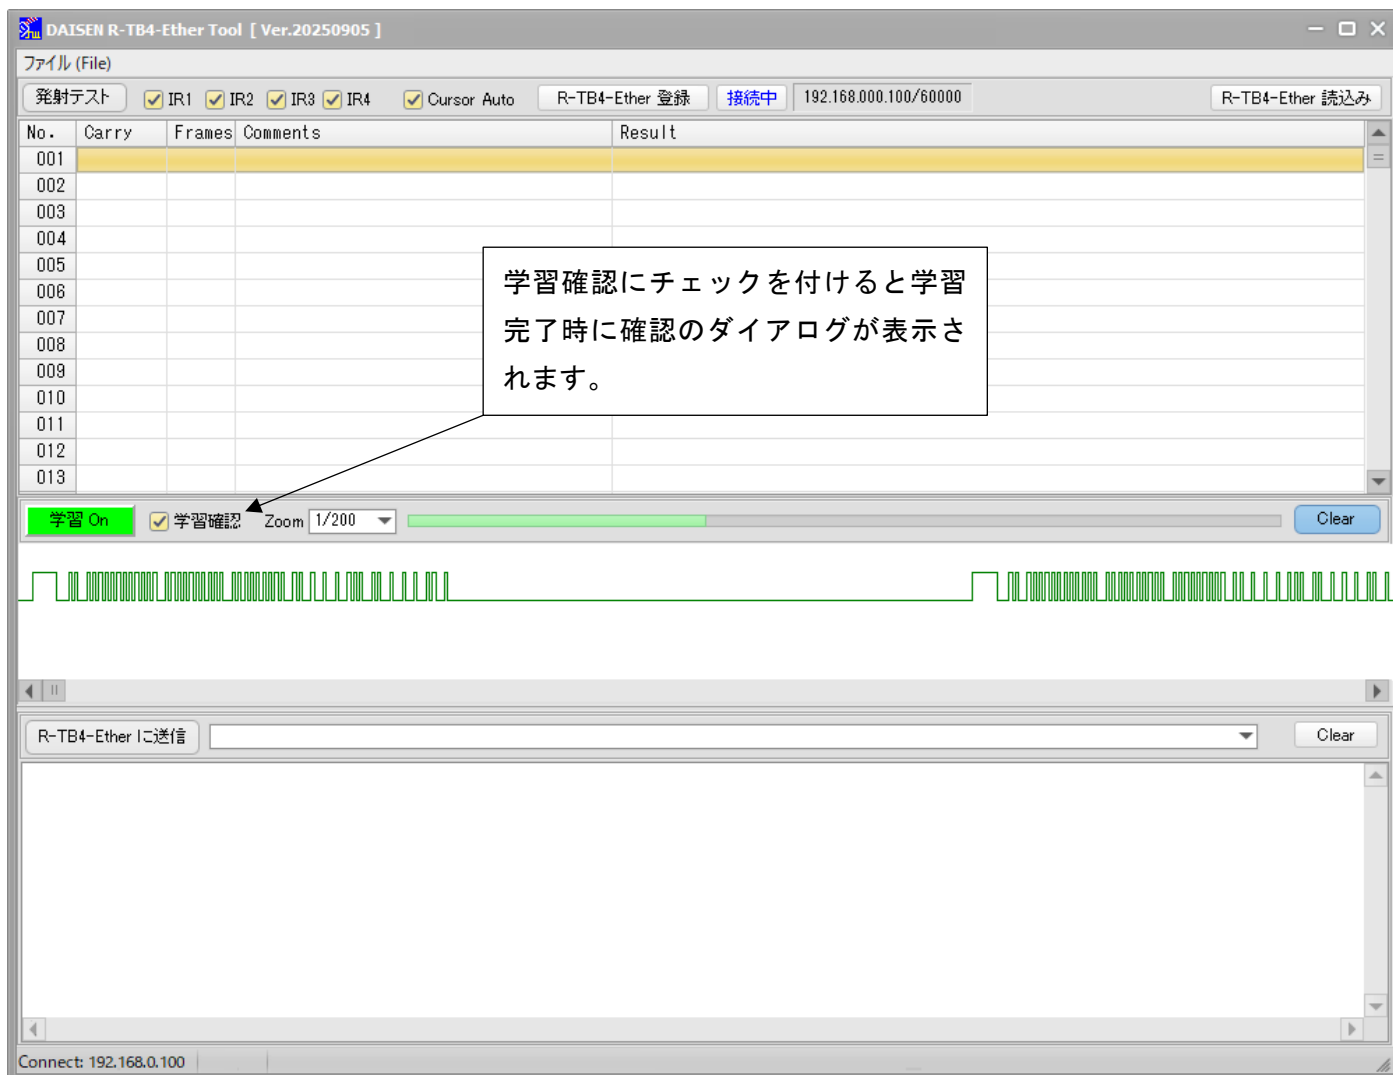 DAISEN R-TB4-Ether Tool [ Ver.20250905 ]
ファイル (File)
発射テスト IR1 IR2 IR3 IR4 Cursor Auto R-TB4-Ether 登録 接続中 192.168.000.100/60000 R-TB4-Ether 読込み
No. Carry Frames Comments Result
001
002
003
004
005
006
007
008
009
010
011
012
013
学習確認にチェックを付けると学習
完了時に確認のダイアログが表示さ
れます。
学習 On 学習確認 Zoom 1/200 Clear
R-TB4-Ether に送信 Clear
Connect: 192.168.0.100